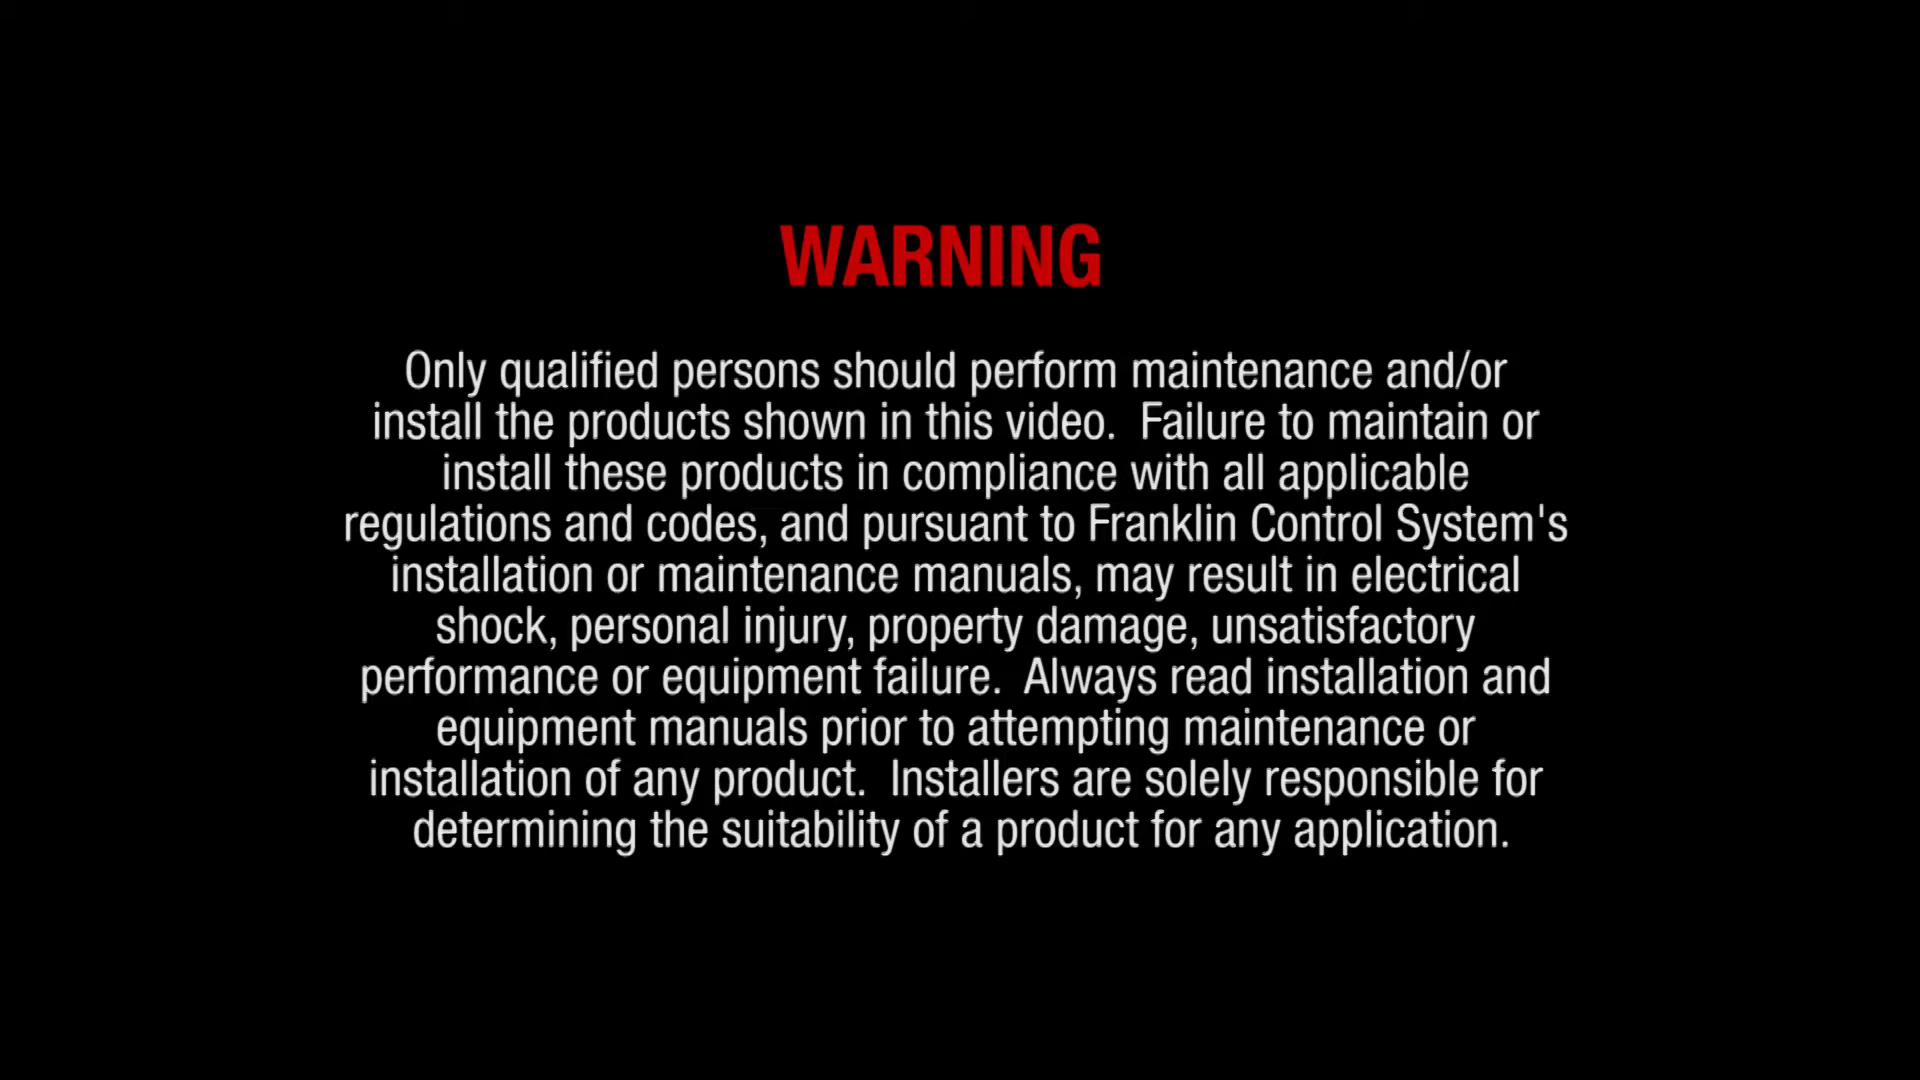 WARNING
Only qualified persons should perform maintenance and/or
install the products shown in this video.  Failure to maintain or
install these products in compliance with all applicable
regulations and codes, and pursuant to Franklin Control System's
installation or maintenance manuals, may result in electrical
shock, personal injury, property damage, unsatisfactory
performance or equipment failure.  Always read installation and
equipment manuals prior to attempting maintenance or
installation of any product.  Installers are solely responsible for
determining the suitability of a product for any application.